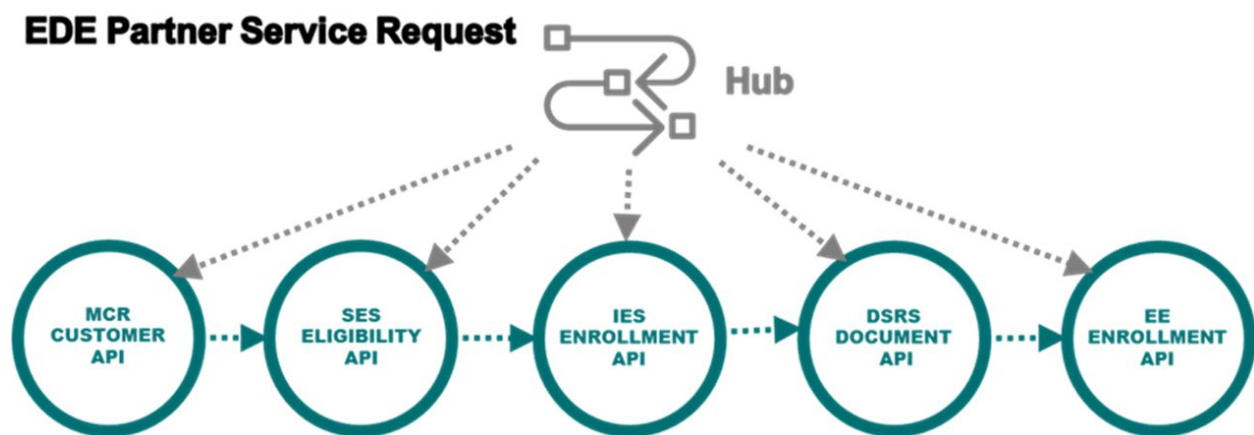 EDE Partner Service Request
Hub
MCR
CUSTOMER
API
SES
ELIGIBILITY
API
IES
ENROLLMENT
API
DSRS
DOCUMENT
API
EE
ENROLLMENT
API